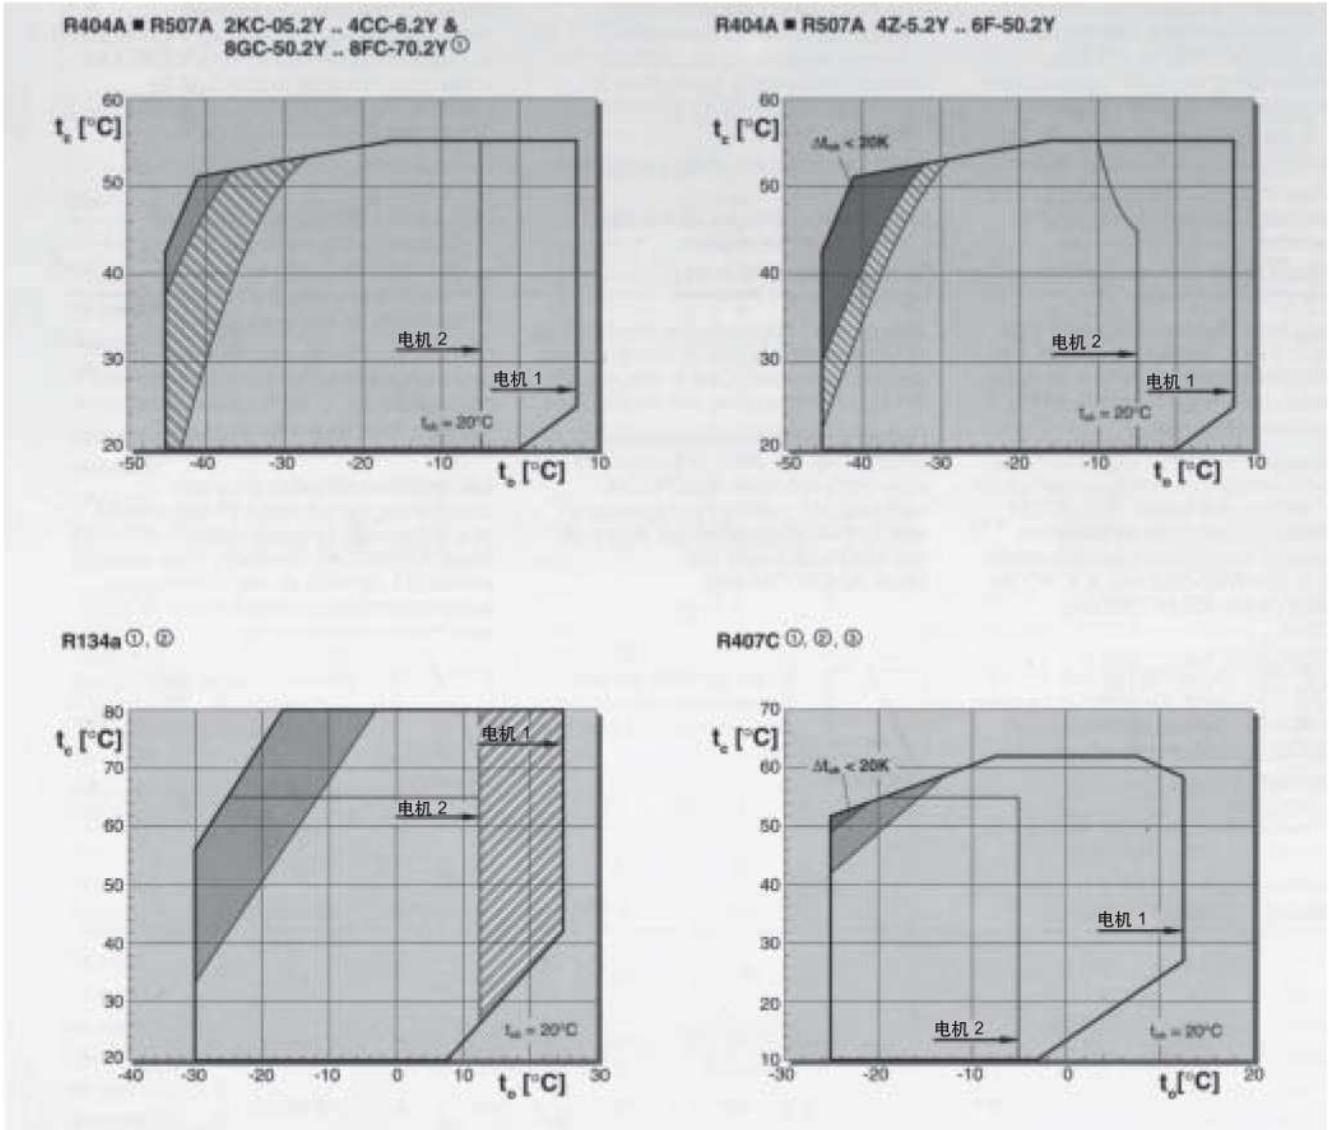 R404A ■ R507A 2KC-05.2Y .. 4CC-6.2Y &
8GC-50.2Y .. 8FC-70.2Y ①
tc [°C]
60
50
40
30
20
-50 -40 -30 -20 -10 10
to [°C]
电机 2
电机 1
toh = 20°C
R404A ■ R507A 4Z-5.2Y .. 6F-50.2Y
tc [°C]
60
50
40
30
20
-50 -40 -30 -20 -10 10
to [°C]
Δtoh < 20K
电机 2
电机 1
toh = 20°C
R134a ①, ②
tc [°C]
80
70
60
50
40
30
20
-40 -30 -20 -10 0 10 30
to [°C]
电机 1
电机 2
toh = 20°C
R407C ①, ②, ③
tc [°C]
70
60
50
40
30
20
10
-30 -20 -10 0 20
to [°C]
Δtoh < 20K
电机 1
电机 2
toh = 20°C